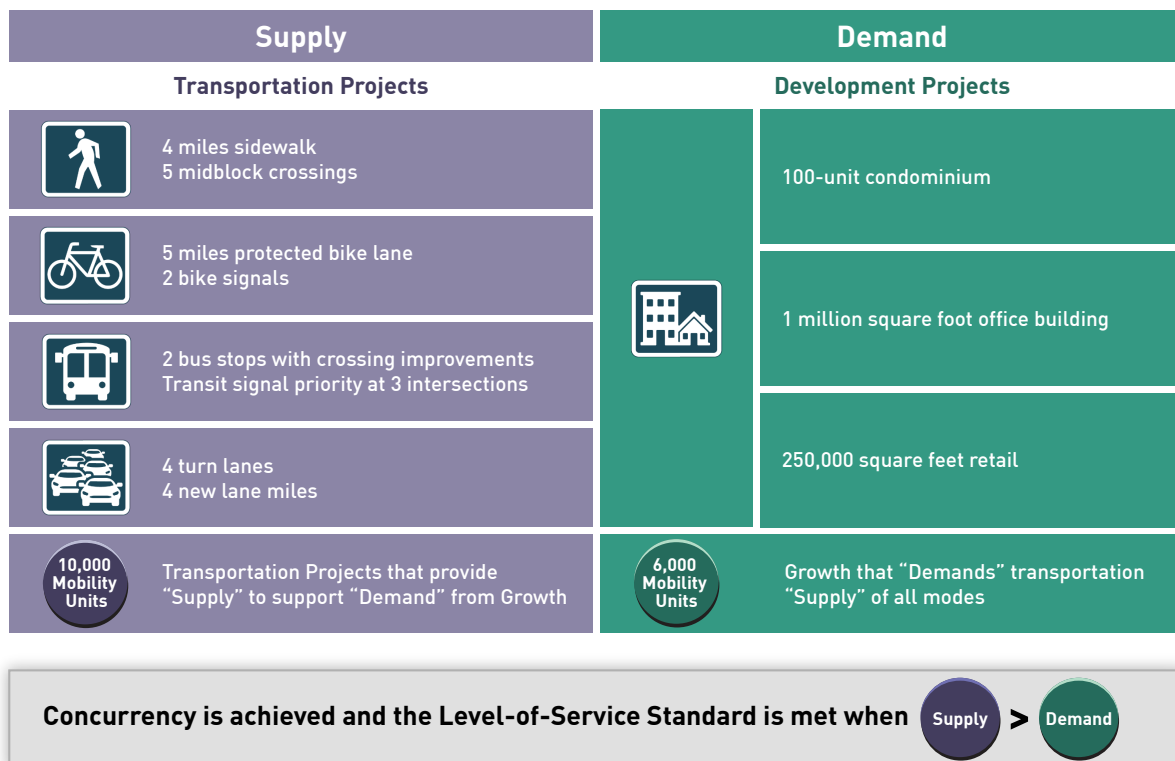 Supply
Transportation Projects
4 miles sidewalk
5 midblock crossings
5 miles protected bike lane
2 bike signals
2 bus stops with crossing improvements
Transit signal priority at 3 intersections
4 turn lanes
4 new lane miles
10,000
Mobility
Units
Transportation Projects that provide
“Supply” to support “Demand” from Growth
Demand
Development Projects
100-unit condominium
1 million square foot office building
250,000 square feet retail
6,000
Mobility
Units
Growth that “Demands” transportation
“Supply” of all modes
Concurrency is achieved and the Level-of-Service Standard is met when Supply > Demand